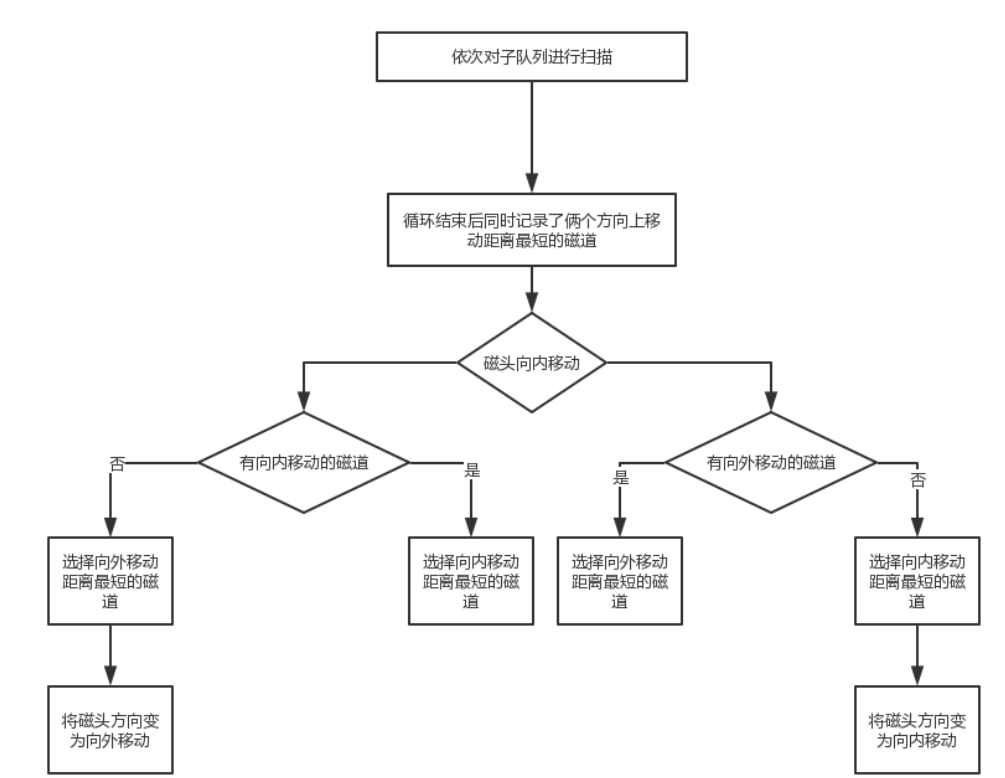 依次对子队列进行扫描
循环结束后同时记录了俩个方向上移
动距离最短的磁道
磁头向内移动
有向内移动的磁道
有向外移动的磁道
否
是
是
否
选择向外移动
距离最短的磁
道
选择向内移动
距离最短的磁
道
选择向外移动
距离最短的磁
道
选择向内移动
距离最短的磁
道
将磁头方向变
为向外移动
将磁头方向变
为向内移动